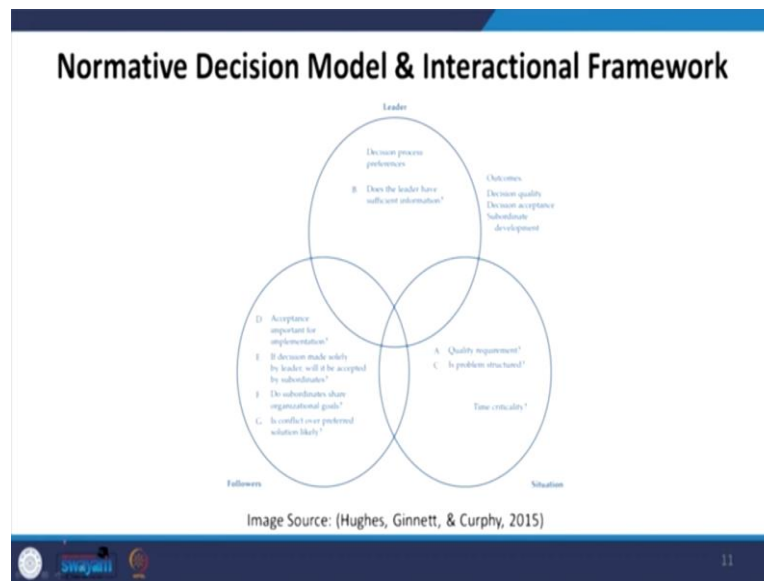 Normative Decision Model & Interactional Framework
Leader
Decision process
preferences
B Does the leader have
sufficient information?
Outcomes
Decision quality
Decision acceptance
Subordinate
development
D Acceptance
important for
implementation?
E If decision made solely
by leader, will it be accepted
by subordinates?
F Do subordinates share
organizational goals?
G Is conflict over preferred
solution likely?
A Quality requirement?
C Is problem structured?
Time criticality?
Followers
Situation
Image Source: (Hughes, Ginnett, & Curphy, 2015)
swayam
11